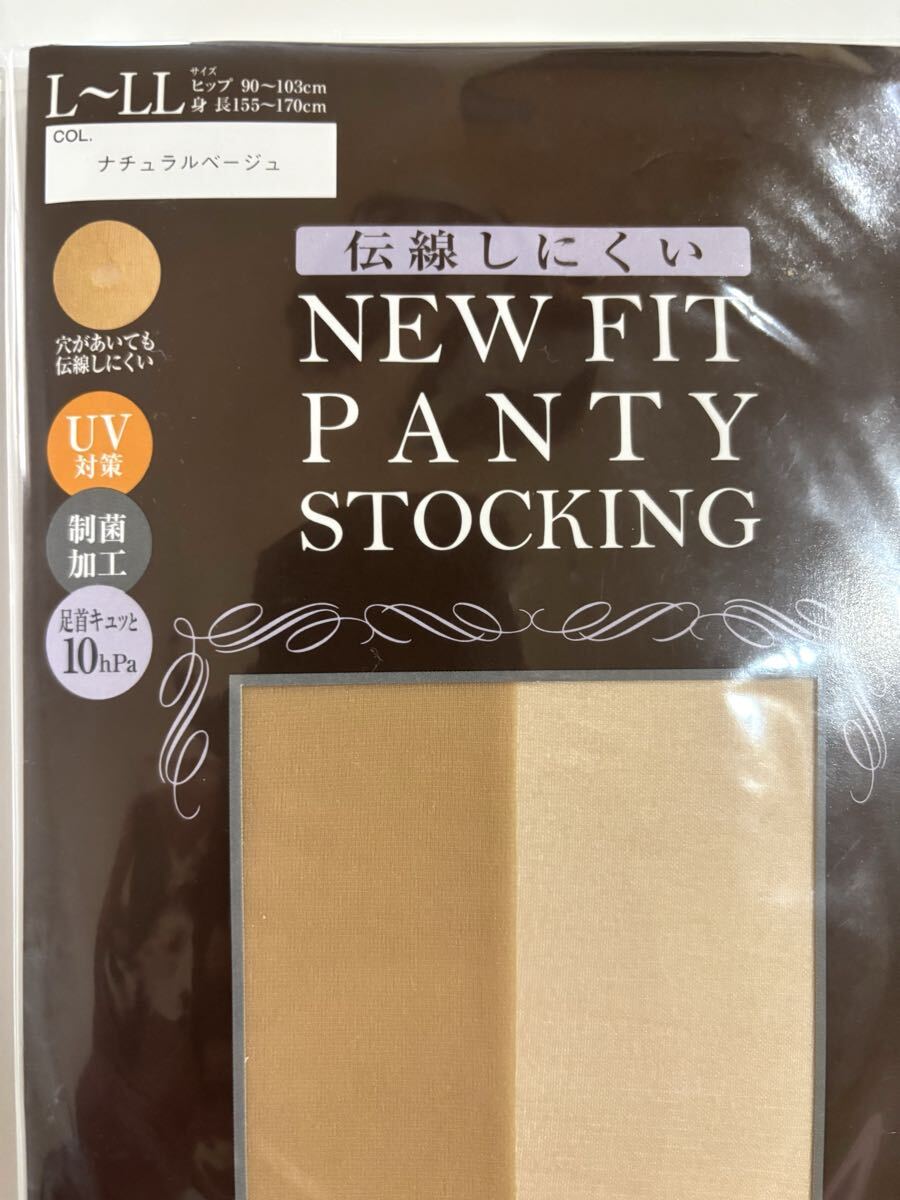 L~LL
サイズ
ヒップ 90~103cm
身 長155~170cm
COL.
ナチュラルベージュ
穴があいても
伝線しにくい
UV
対策
制菌
加工
足首キュッと
10hPa
伝線しにくい
NEW FIT
PANTY
STOCKING